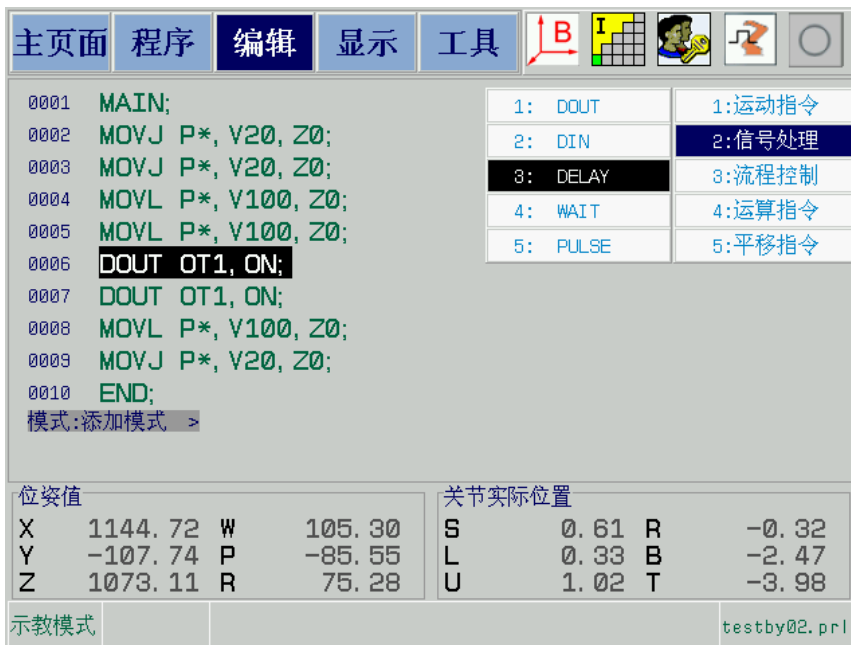 主页面 程序 编辑 显示 工具 B I
0001 MAIN;
0002 MOVJ P*, V20, Z0;
0003 MOVJ P*, V20, Z0;
0004 MOVL P*, V100, Z0;
0005 MOVL P*, V100, Z0;
0006 DOUT OT1, ON;
0007 DOUT OT1, ON;
0008 MOVL P*, V100, Z0;
0009 MOVJ P*, V20, Z0;
0010 END;
模式:添加模式 >
1: DOUT
2: DIN
3: DELAY
4: WAIT
5: PULSE
1:运动指令
2:信号处理
3:流程控制
4:运算指令
5:平移指令
位姿值
X 1144.72 W 105.30
Y -107.74 P -85.55
Z 1073.11 R 75.28
关节实际位置
S 0.61 R -0.32
L 0.33 B -2.47
U 1.02 T -3.98
示教模式 testby02.prl